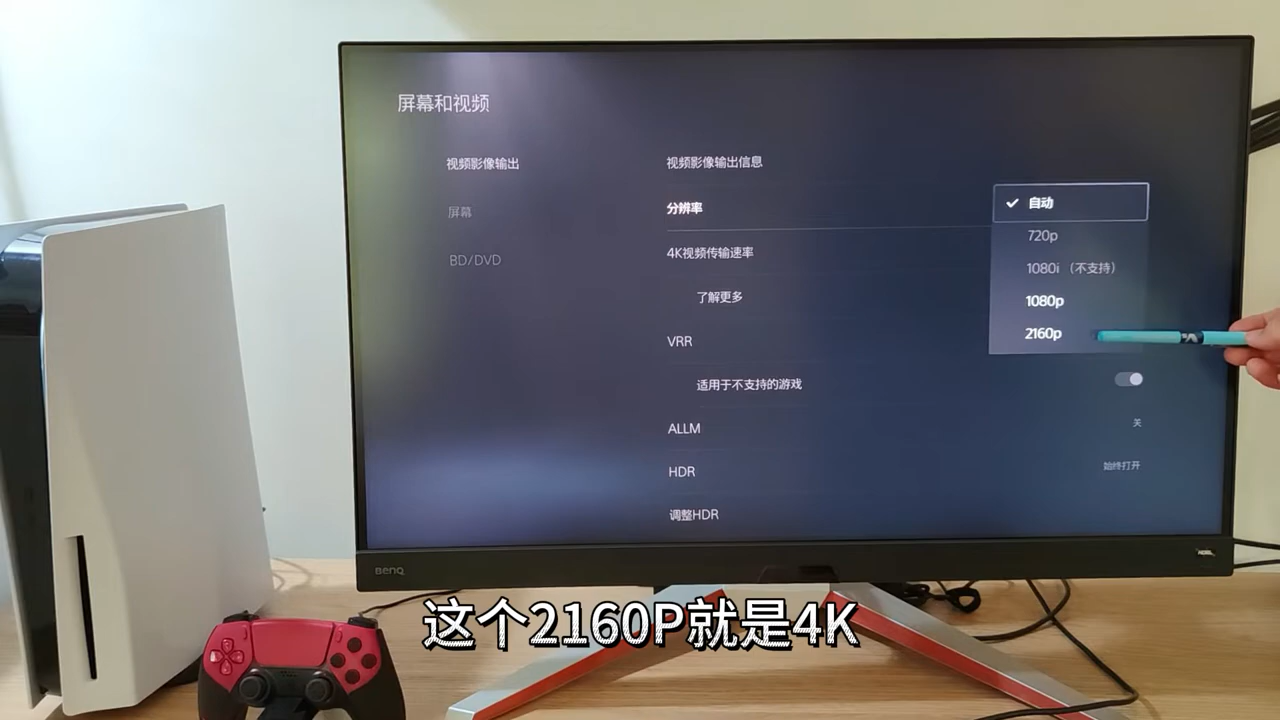 屏幕和视频
视频影像输出
屏幕
BD/DVD
视频影像输出信息
分辨率
4K视频传输速率
了解更多
VRR
适用于不支持的游戏
ALLM
HDR
调整HDR
自动
720p
1080i (不支持)
1080p
2160p
关
始终打开
BenQ
这个2160P就是4K